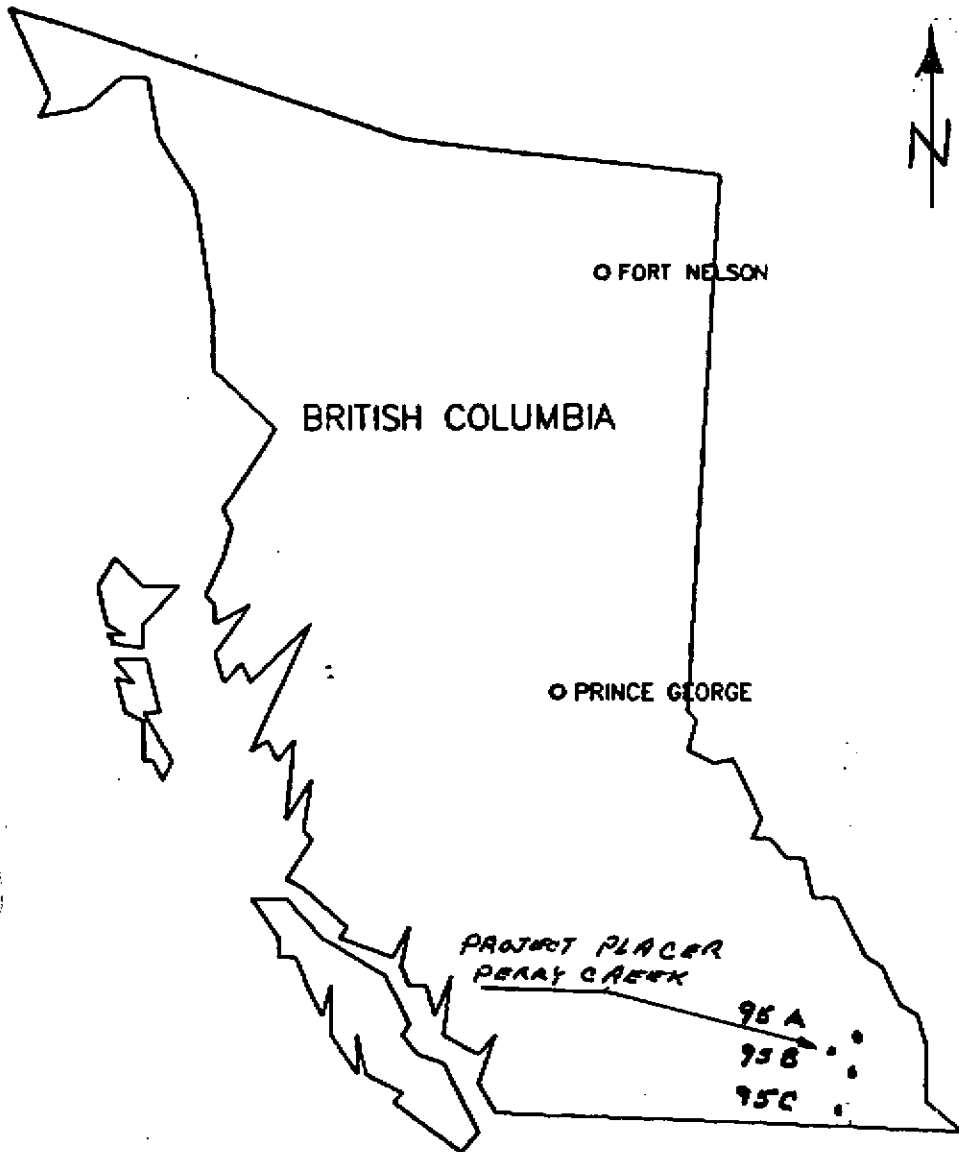 N
O FORT NELSON
BRITISH COLUMBIA
O PRINCE GEORGE
PROJECT PLACER
PERRY CREEK
95 A
95 B
95 C